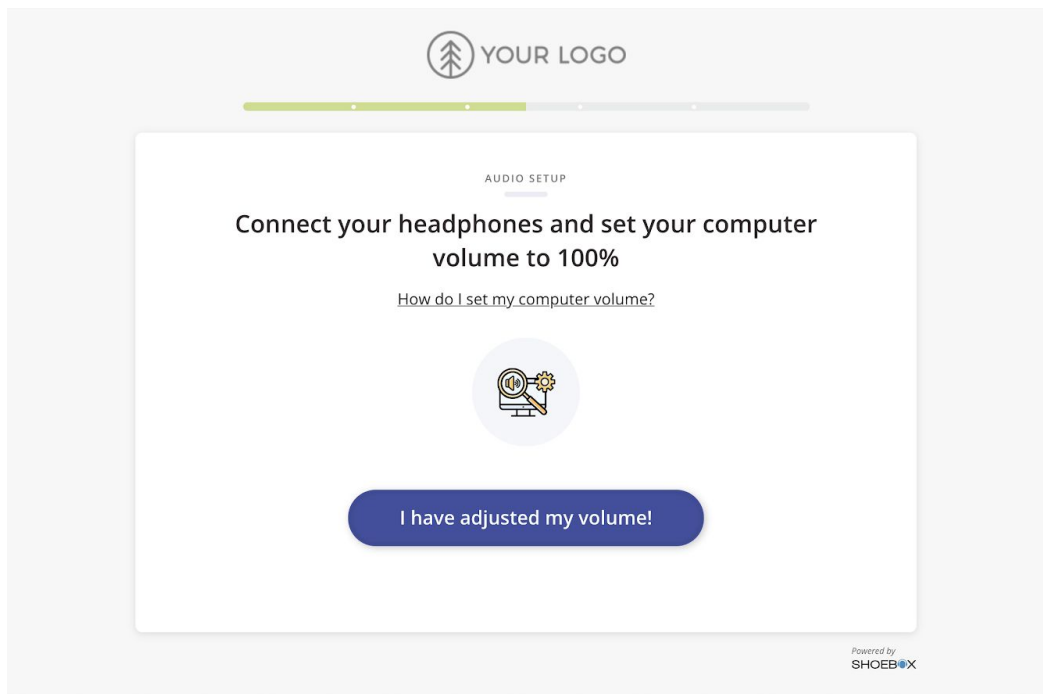 YOUR LOGO
AUDIO SETUP
Connect your headphones and set your computer
volume to 100%
How do I set my computer volume?
I have adjusted my volume!
Powered by
SHOEBOX